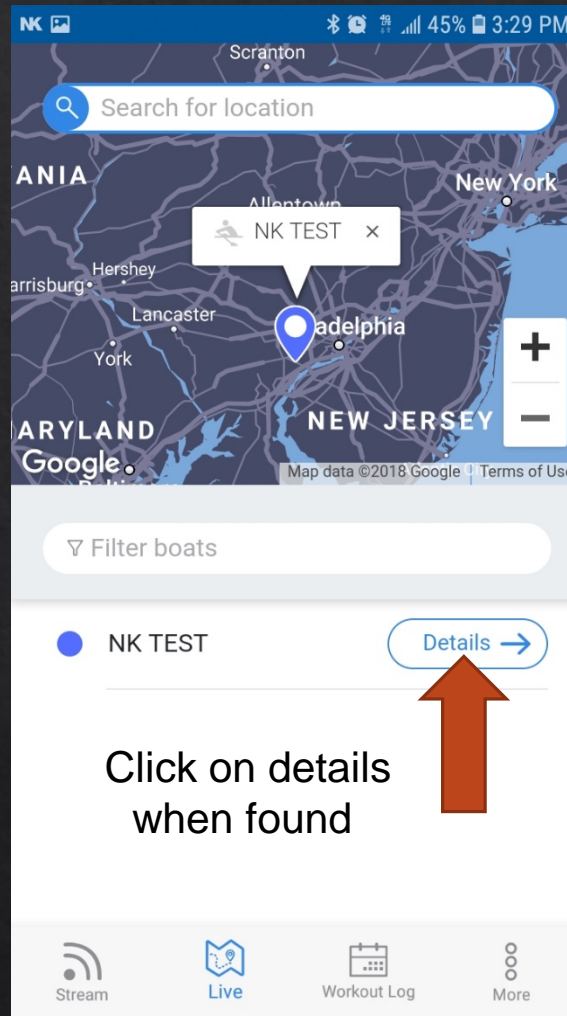 NK 45% 3:29 PM
Scranton
Search for location
ANIA
New York
Allentown
NK TEST ×
Hershey
arrisburg
Lancaster
adelphia
York
ARYLAND
NEW JERSEY
Google
Map data ©2018 Google Terms of Use
Filter boats
NK TEST
Details →
Click on details
when found
Stream Live Workout Log More